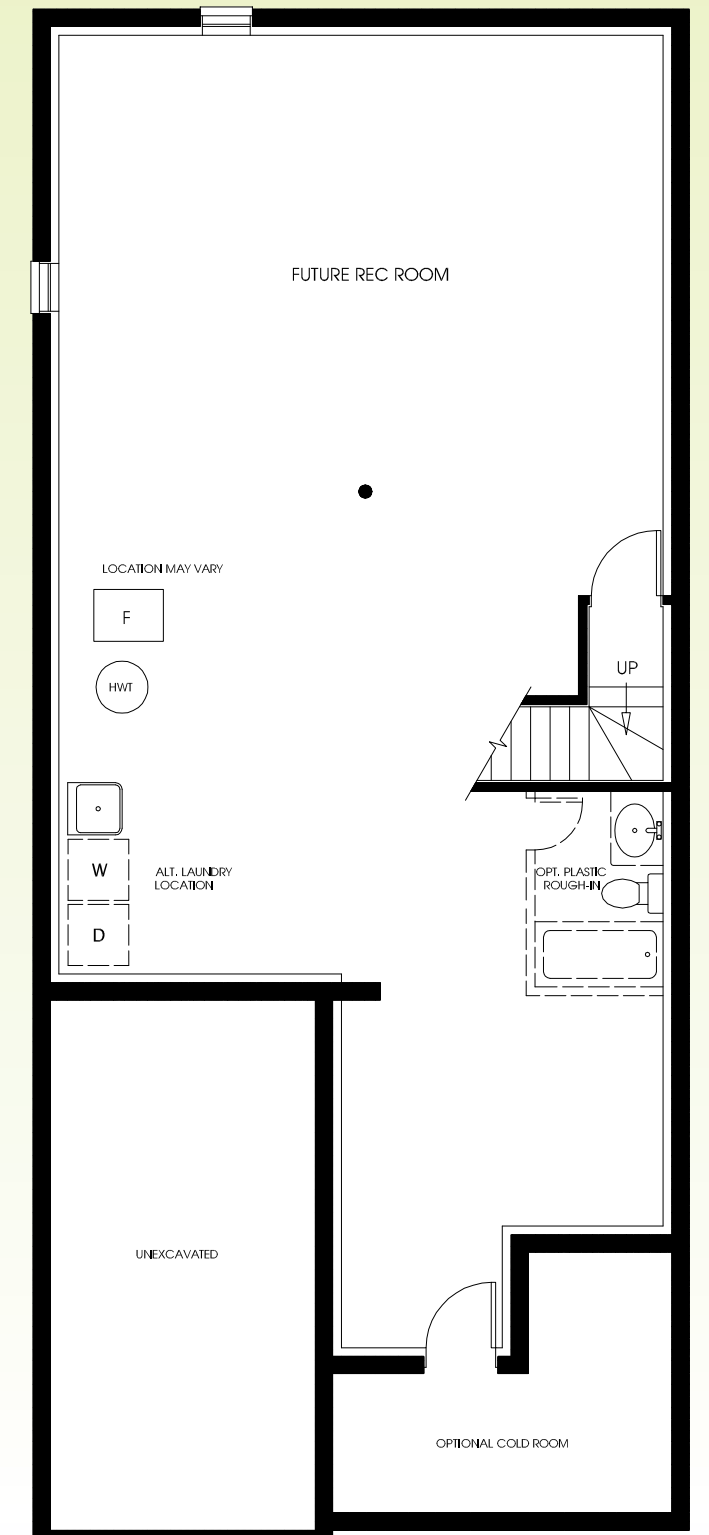 FUTURE REC ROOM
LOCATION MAY VARY
F
UP
HWT
W
ALT. LAUNDRY
LOCATION
OPT. PLASTIC
ROUGH-IN
D
UNEXCAVATED
OPTIONAL COLD ROOM